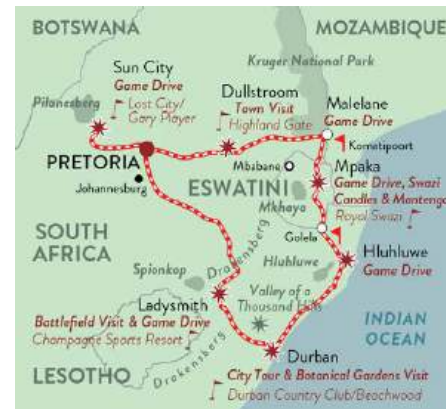 BOTSWANA
MOZAMBIQUE
Kruger National Park
Sun City
Game Drive
Pilanesberg
Lost City/
Gary Player
Dullstroom
Town Visit
Highland Gate
Malelane
Game Drive
Komatipoort
PRETORIA
Johannesburg
Mbabane
ESWATINI
Mpaka
Game Drive, Swazi
Candles & Mantenga
Royal Swazi
Mkhaya
Golela
SOUTH
AFRICA
Drakensberg
Spionkop
Hluhluwe
Hluhluwe
Game Drive
Ladysmith
Battlefield Visit & Game Drive
Champagne Sports Resort
Valley of a
Thousand Hills
INDIAN
OCEAN
LESOTHO
Drakensberg
Durban
City Tour & Botanical Gardens Visit
Durban Country Club/Beachwood